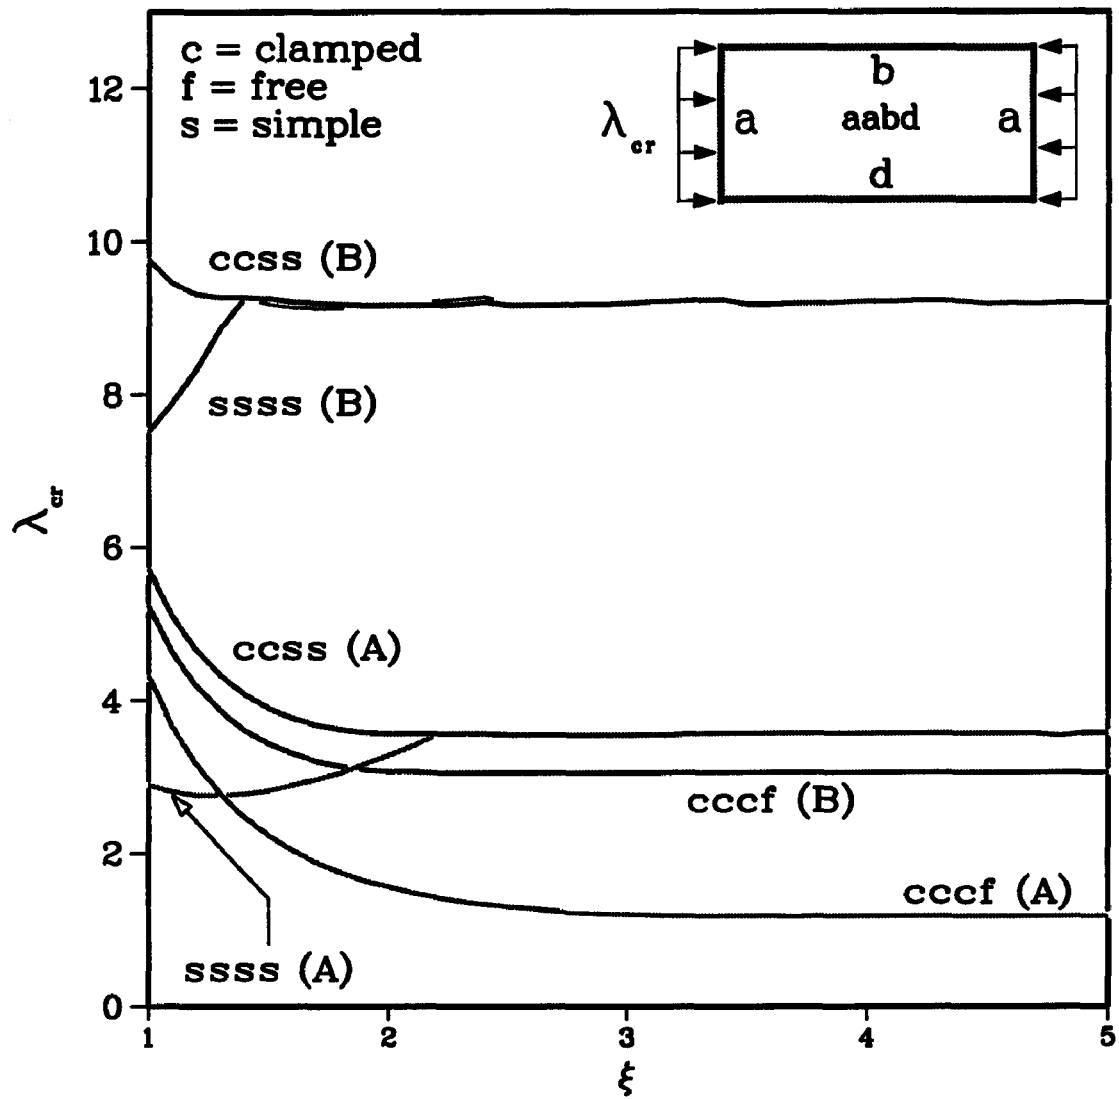 c = clamped
f = free
s = simple
b
λcr
a
aabd
a
d
12
10
8
6
4
2
0
λcr
ccss (B)
ssss (B)
ccss (A)
cccf (B)
cccf (A)
ssss (A)
1
2
3
4
5
ξ